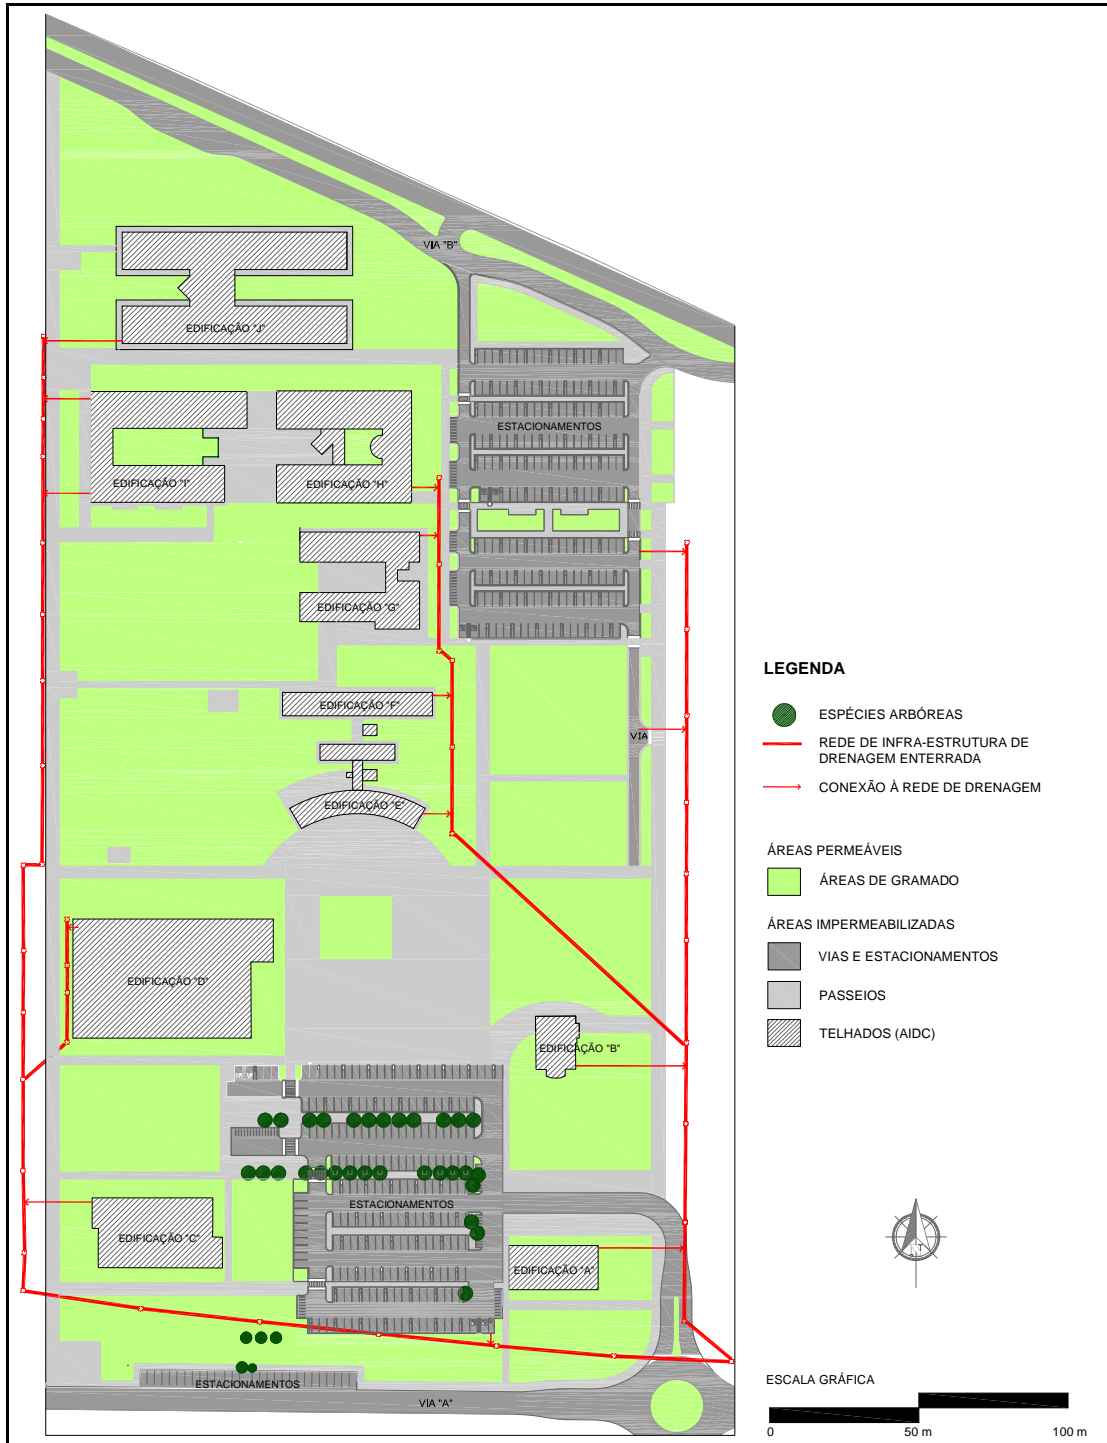 VIA "B"
EDIFICAÇÃO "J"
ESTACIONAMENTOS
EDIFICAÇÃO "I"
EDIFICAÇÃO "H"
EDIFICAÇÃO "G"
EDIFICAÇÃO "F"
VIA
EDIFICAÇÃO "E"
EDIFICAÇÃO "D"
EDIFICAÇÃO "B"
ESTACIONAMENTOS
EDIFICAÇÃO "C"
EDIFICAÇÃO "A"
ESTACIONAMENTOS
VIA "A"
LEGENDA
ESPÉCIES ARBÓREAS
REDE DE INFRA-ESTRUTURA DE
DRENAGEM ENTERRADA
CONEXÃO À REDE DE DRENAGEM
ÁREAS PERMEÁVEIS
ÁREAS DE GRAMADO
ÁREAS IMPERMEABILIZADAS
VIAS E ESTACIONAMENTOS
PASSEIOS
TELHADOS (AIDC)
ESCALA GRÁFICA
0 50 m 100 m